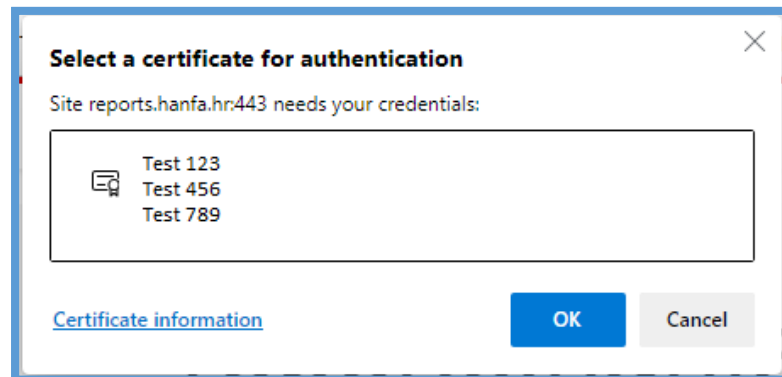 Select a certificate for authentication
Site reports.hanfa.hr:443 needs your credentials:
Test 123
Test 456
Test 789
Certificate information
OK
Cancel